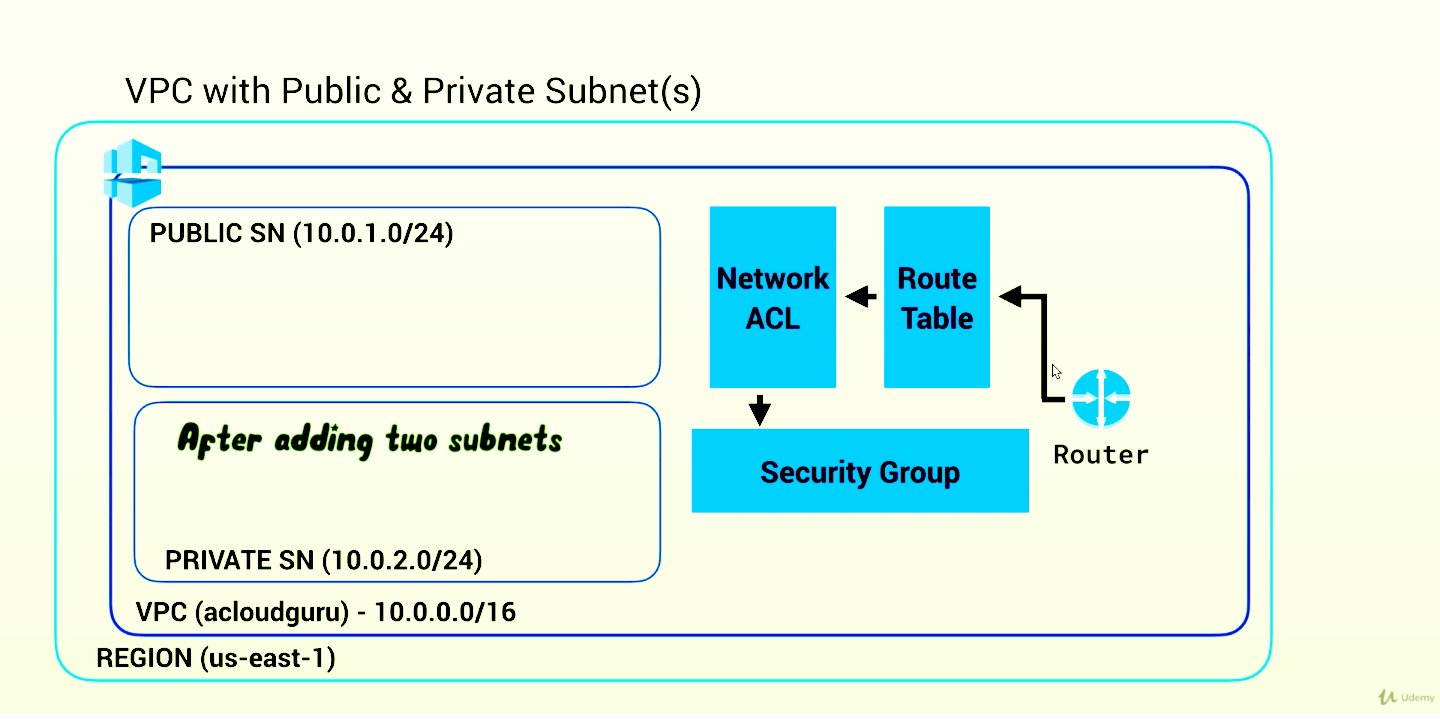 VPC with Public & Private Subnet(s)
PUBLIC SN (10.0.1.0/24)
Network
ACL
Route
Table
After adding two subnets
Security Group
Router
PRIVATE SN (10.0.2.0/24)
VPC (acloudguru) - 10.0.0.0/16
REGION (us-east-1)
Udemy